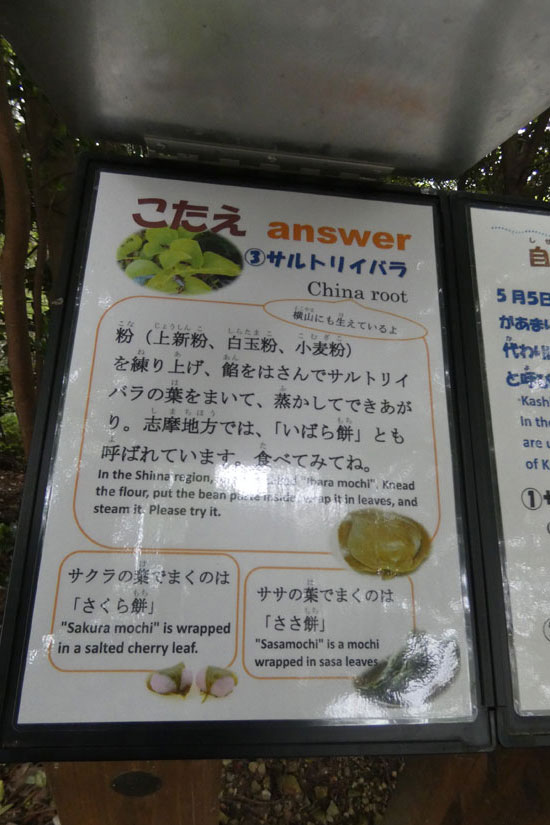 こたえ answer
③サルトリイバラ
China root
横山にも生えているよ
粉（上新粉、白玉粉、小麦粉）
を練り上げ、餡をはさんでサルトリイ
バラの葉をまいて、蒸かしてできあが
り。志摩地方では、「いばら餅」とも
呼ばれています。食べてみてね。
In the Shima region, "Ibara mochi". Knead
the flour, put the bean paste inside, wrap it in leaves, and
steam it. Please try it.
サクラの葉でまくのは
「さくら餅」
"Sakura mochi" is wrapped
in a salted cherry leaf.
ササの葉でまくのは
「ささ餅」
"Sasamochi" is a mochi
wrapped in sasa leaves
自
5月5日
があまい
代わ
と呼
Kash
In the
are u
of K
①サ